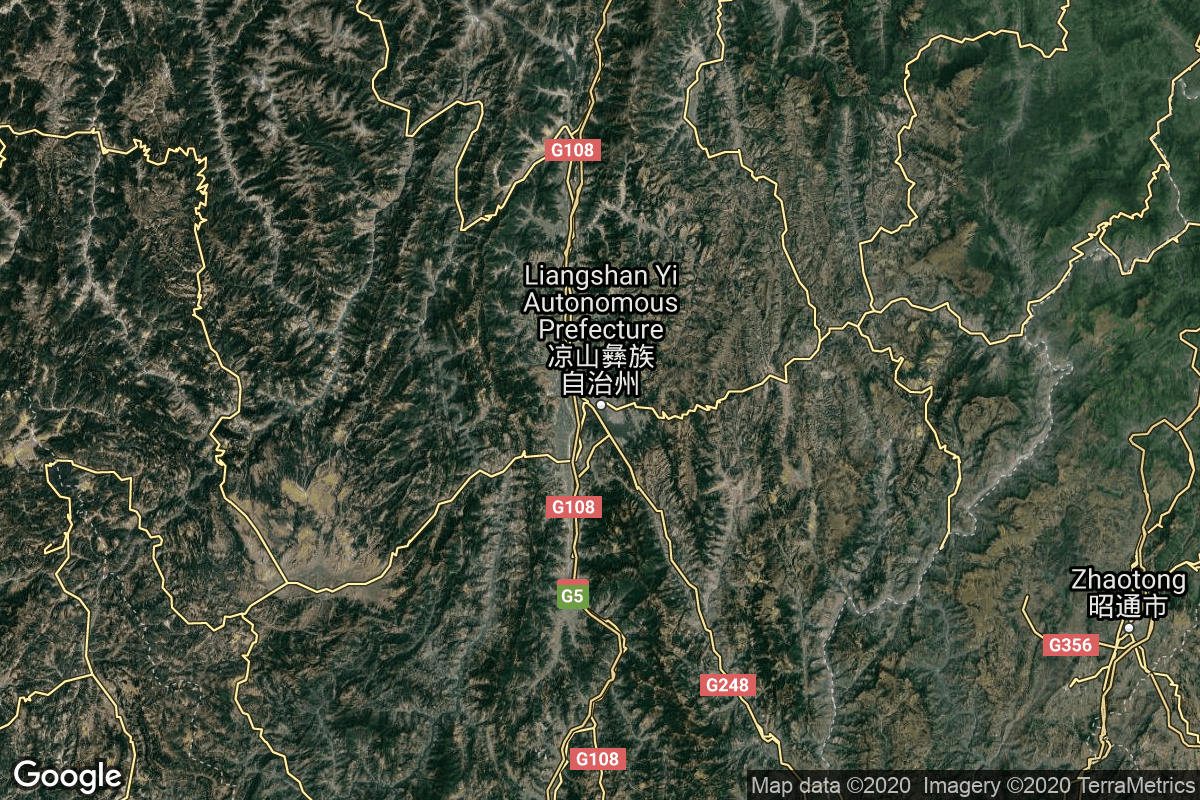 G108
Liangshan Yi
Autonomous
Prefecture
凉山彝族
自治州
G108
G5
Zhaotong
昭通市
G356
G248
G108
Google
Map data ©2020 Imagery ©2020 TerraMetrics